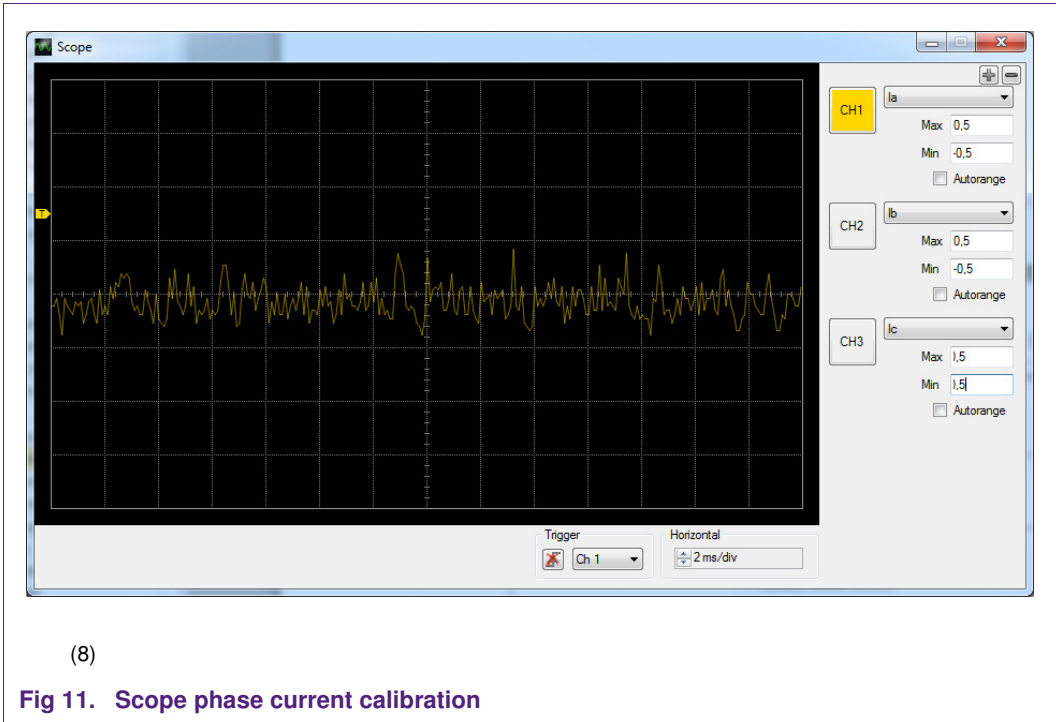 Scope
CH1
Ia
Max 0,5
Min -0,5
Autorange
CH2
Ib
Max 0,5
Min -0,5
Autorange
CH3
Ic
Max ),5
Min ),5
Autorange
T
Trigger
Ch 1
Horizontal
2 ms/div
(8)
Fig 11. Scope phase current calibration